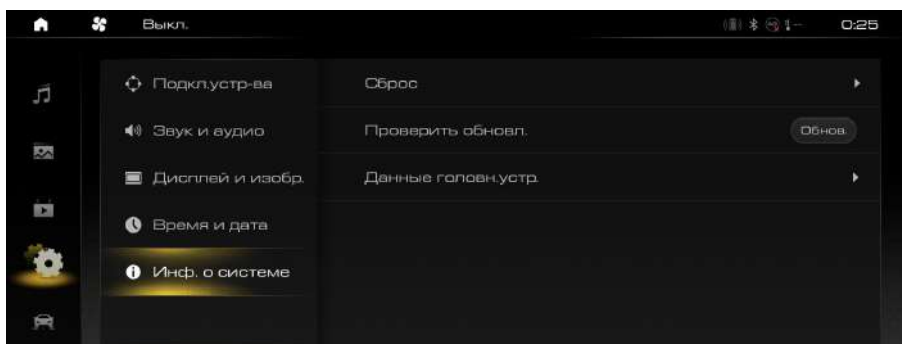 Выкл.
0:25
Подкл.устр-ва
Сброс
Звук и аудио
Проверить обновл.
Обнов.
Дисплей и изобр.
Данные головн.устр.
Время и дата
Инф. о системе